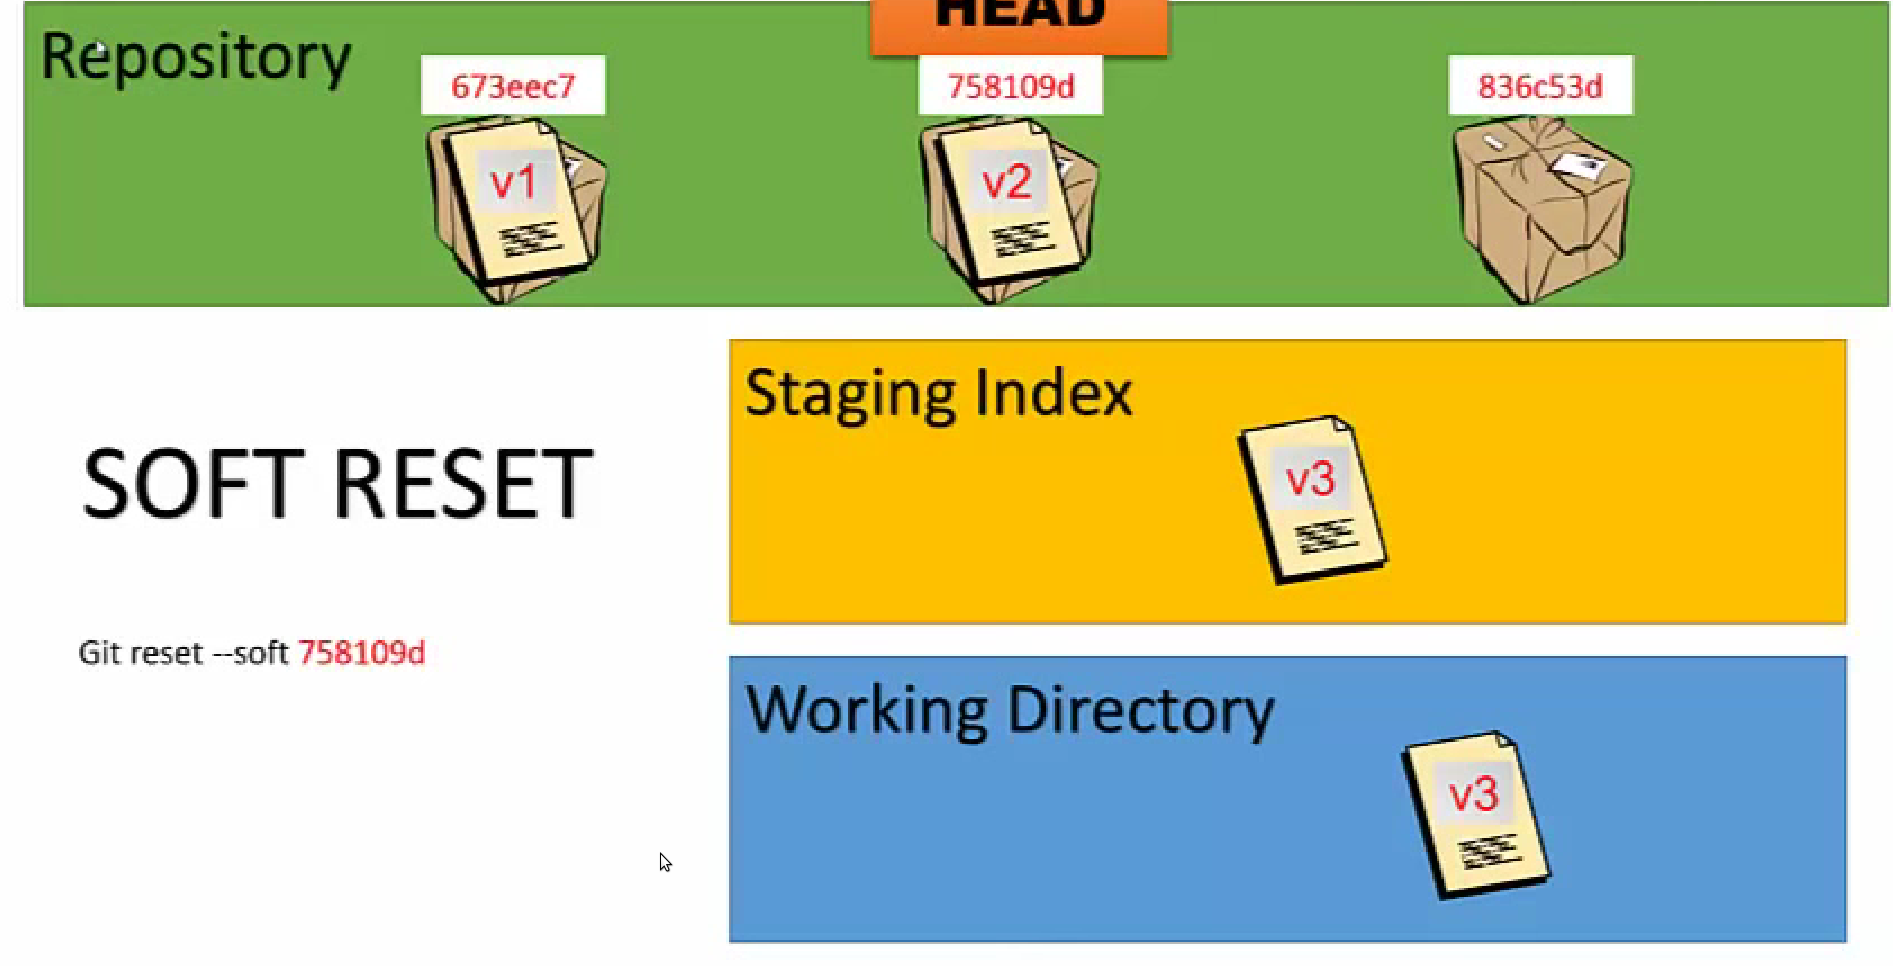 HEAD
Repository
673eec7
758109d
836c53d
v1
v2
Staging Index
v3
SOFT RESET
Git reset --soft 758109d
Working Directory
v3